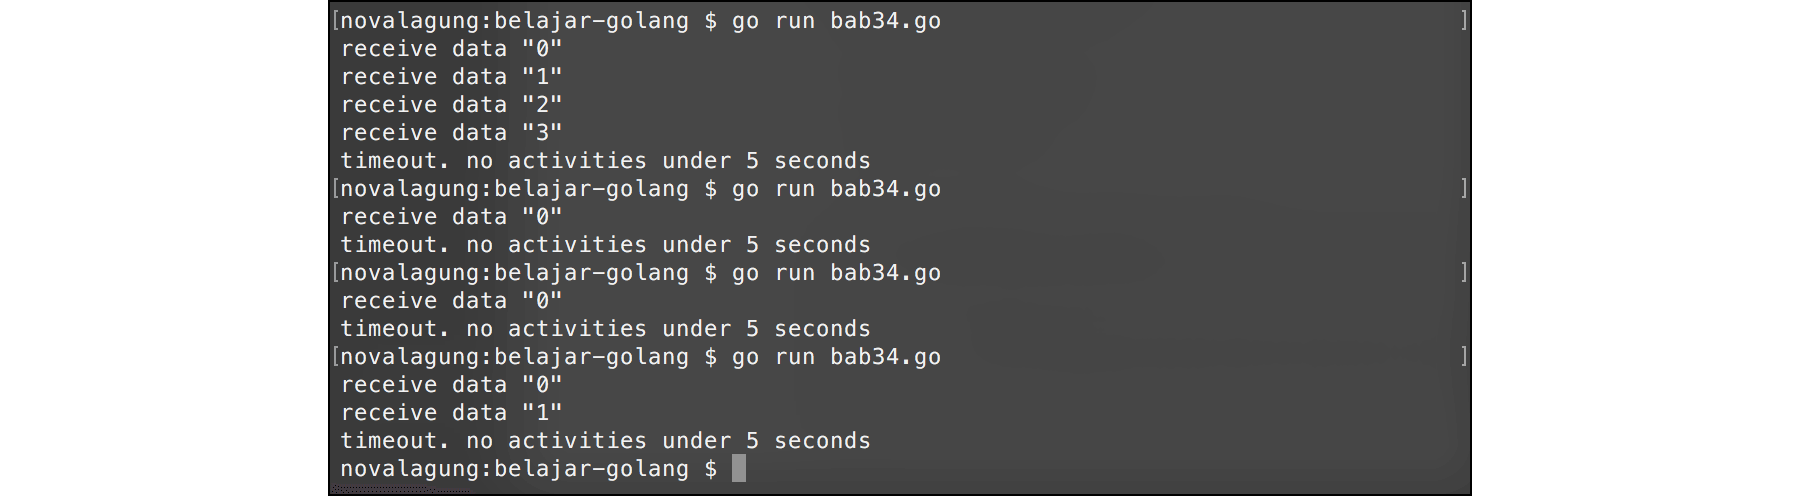 [novalagung:belajar-golang $ go run bab34.go ]
receive data "0"
receive data "1"
receive data "2"
receive data "3"
timeout. no activities under 5 seconds
[novalagung:belajar-golang $ go run bab34.go ]
receive data "0"
timeout. no activities under 5 seconds
[novalagung:belajar-golang $ go run bab34.go ]
receive data "0"
timeout. no activities under 5 seconds
[novalagung:belajar-golang $ go run bab34.go ]
receive data "0"
receive data "1"
timeout. no activities under 5 seconds
novalagung:belajar-golang $